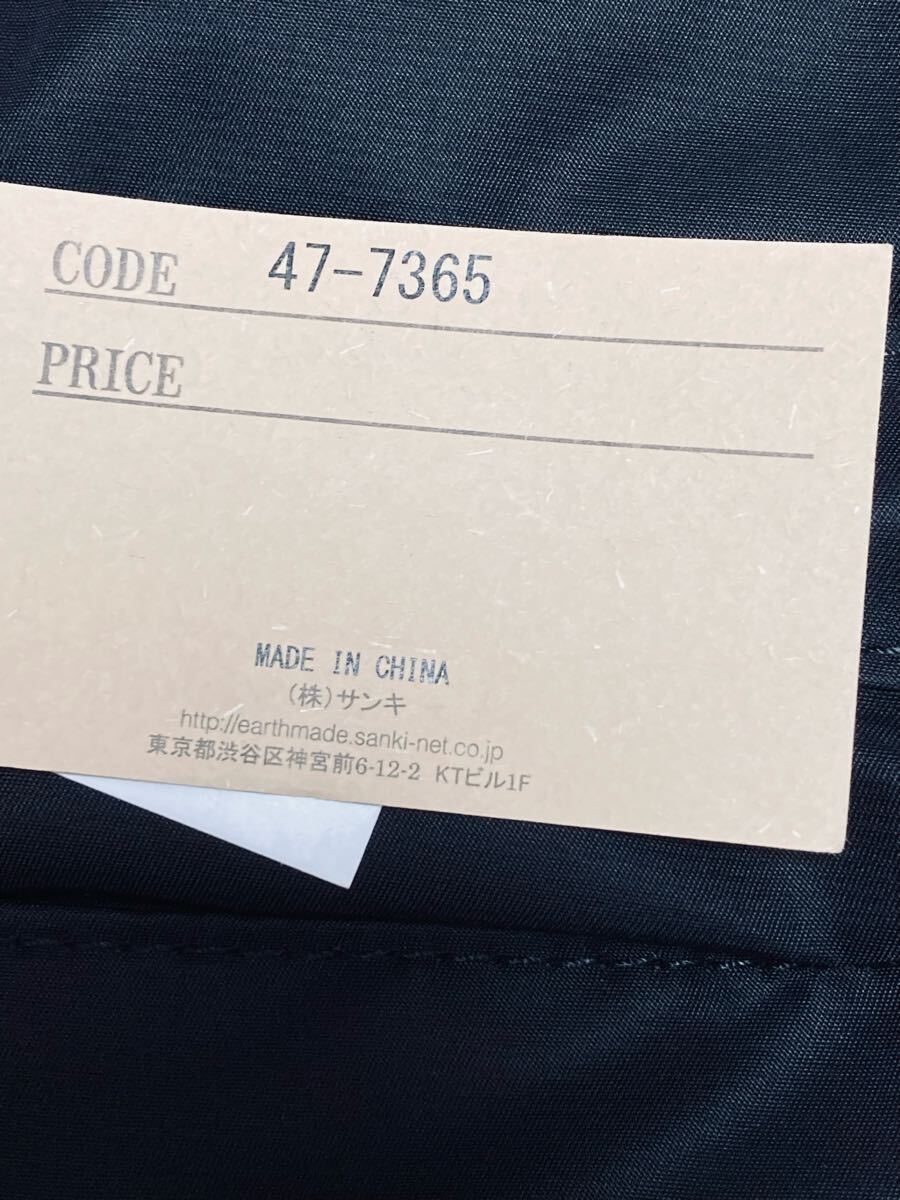 CODE 47-7365
PRICE
MADE IN CHINA
(株)サンキ
http://earthmade.sanki-net.co.jp
東京都渋谷区神宮前6-12-2 KTビル1F